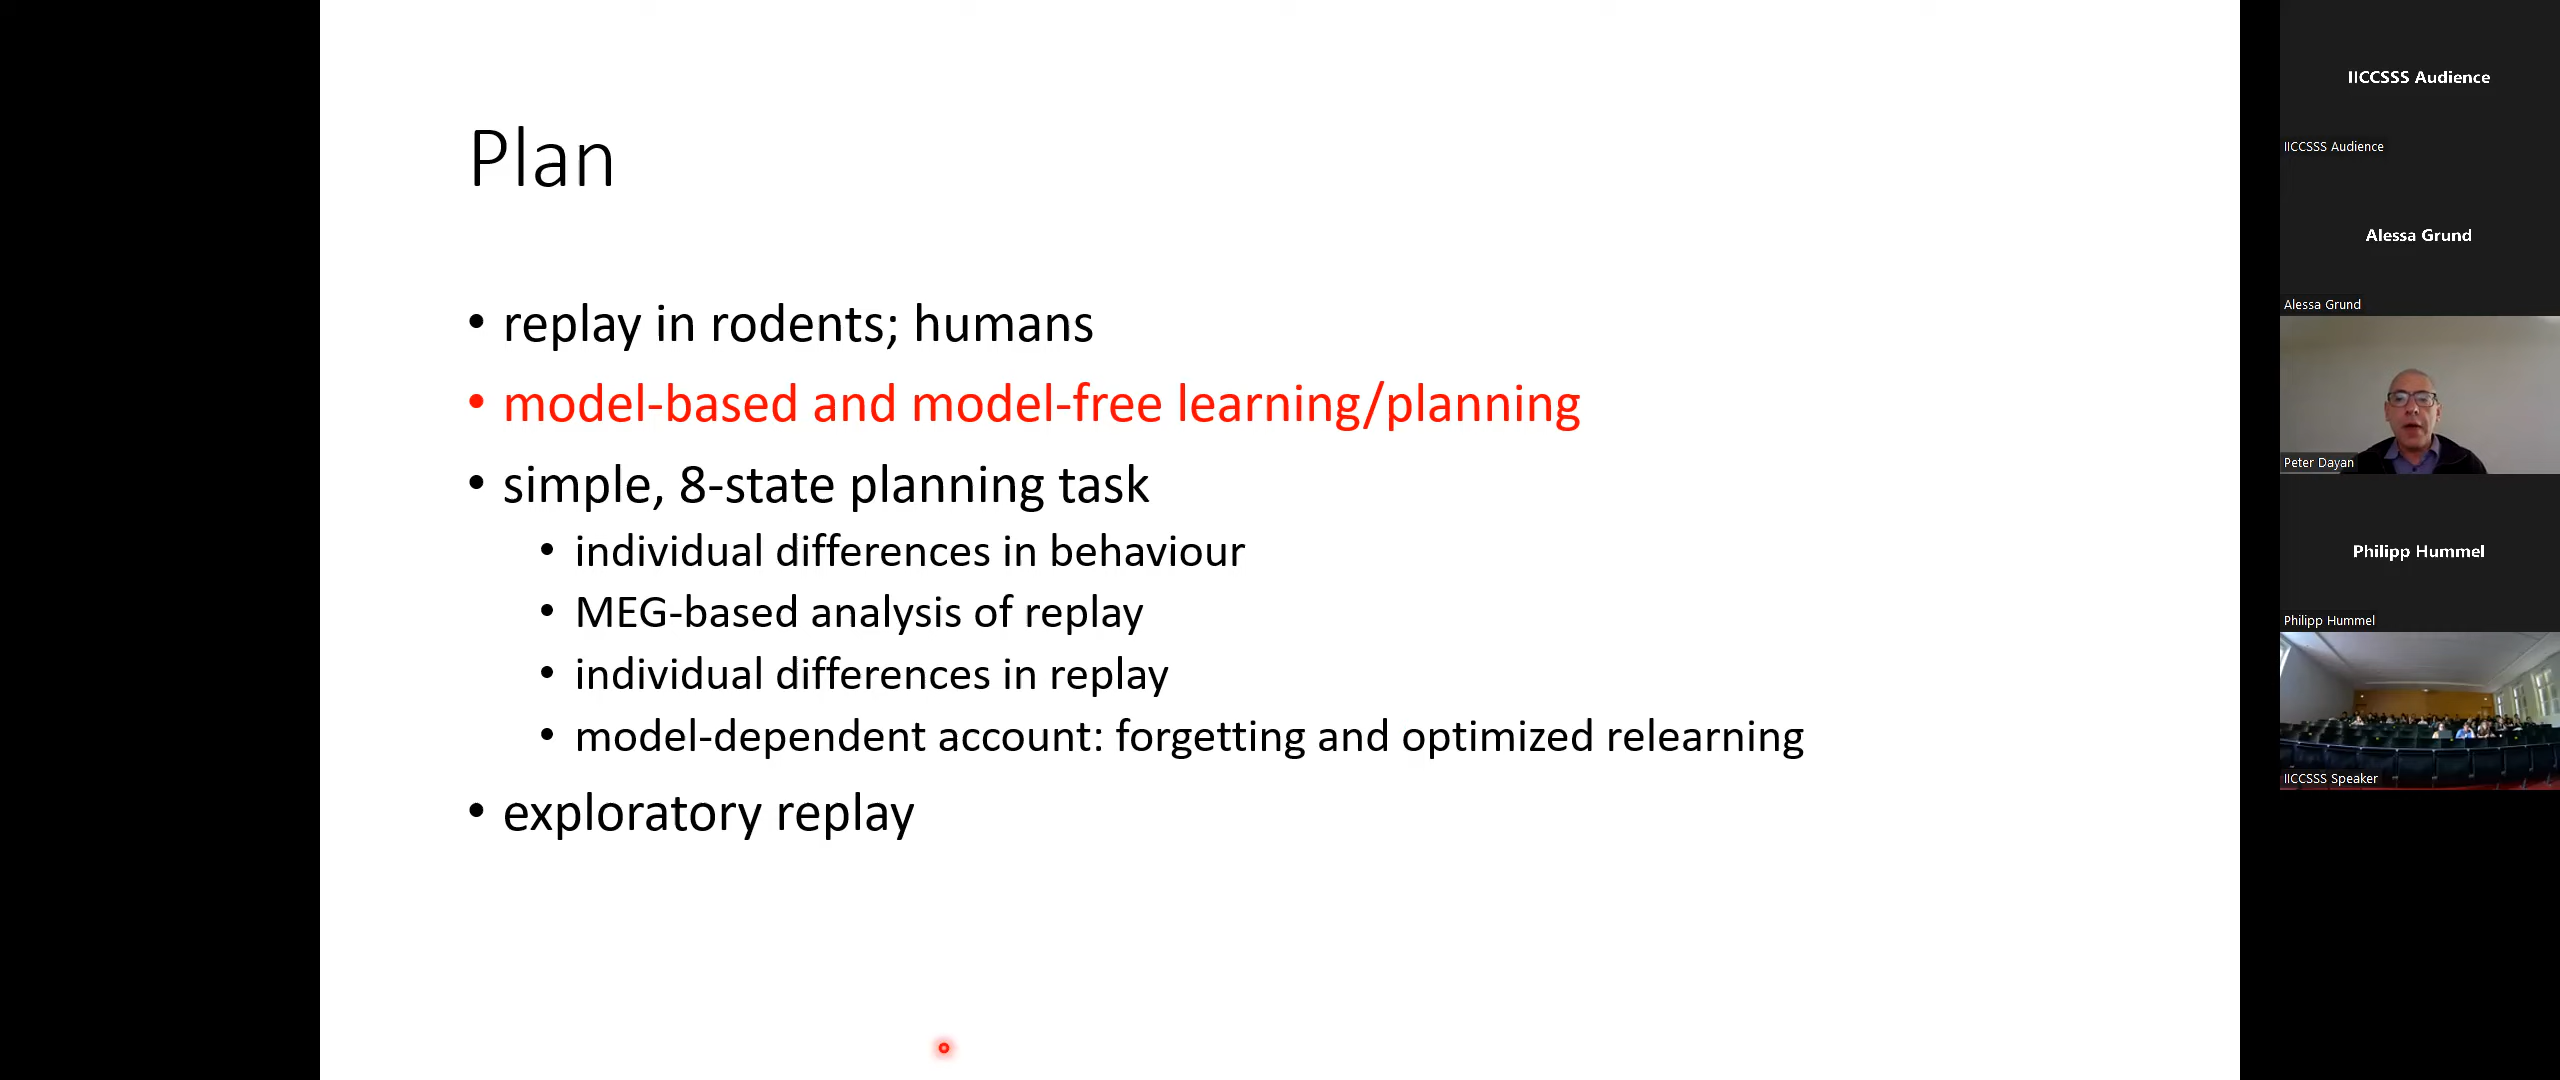 Plan
• replay in rodents; humans
• model-based and model-free learning/planning
• simple, 8-state planning task
• individual differences in behaviour
• MEG-based analysis of replay
• individual differences in replay
• model-dependent account: forgetting and optimized relearning
• exploratory replay
IICCSSS Audience
IICCSSS Audience
Alessa Grund
Alessa Grund
Peter Dayan
Philipp Hummel
Philipp Hummel
IICCSSS Speaker